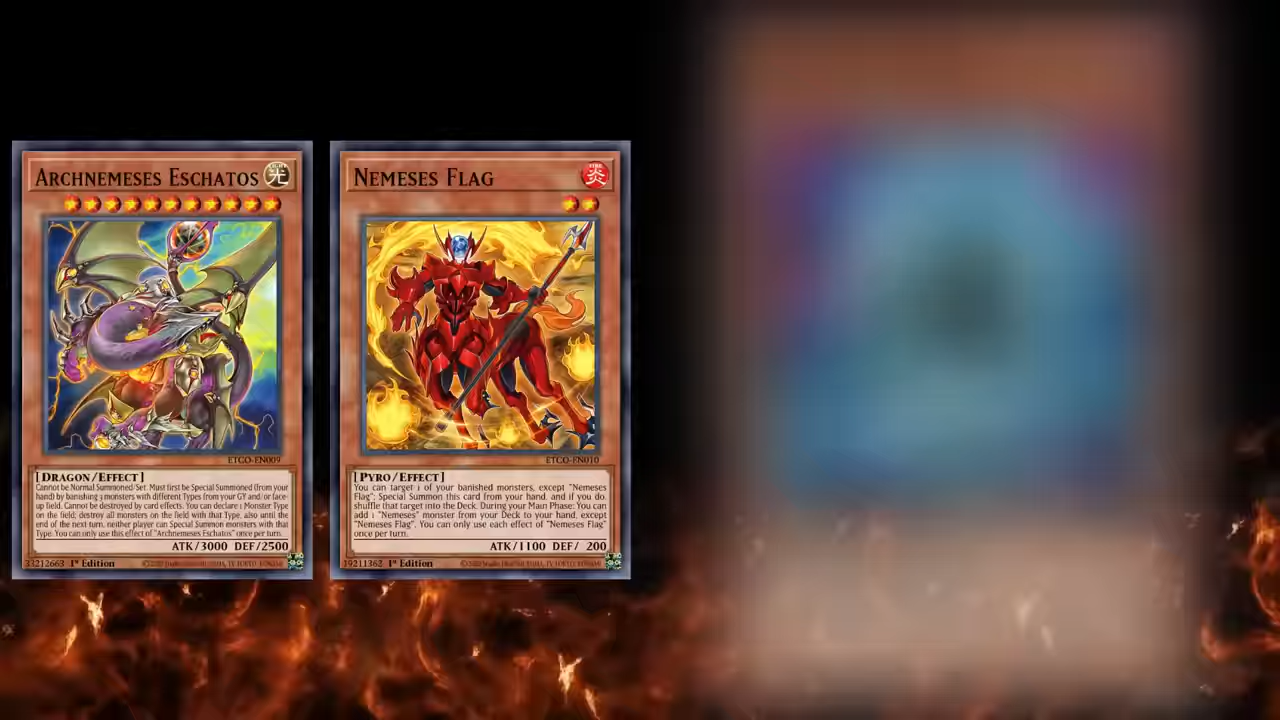 ARCHNEMESES ESCHATOS
光
ETCO-EN009
[DRAGON/EFFECT]
Cannot be Normal Summoned/Set. Must first be Special Summoned (from your
hand) by banishing 3 monsters with different Types from your GY and/or face-
up field. Cannot be destroyed by card effects. You can declare 1 Monster Type
on the field; destroy all monsters on the field with that Type, also until the
end of the next turn, neither player can Special Summon monsters with that
Type. You can only use this effect of "Archnemeses Eschatos" once per turn.
ATK/3000 DEF/2500
1st Edition
NEMESES FLAG
FIRE
炎
ETCO-EN010
[PYRO/EFFECT]
You can target 1 of your banished monsters, except "Nemeses
Flag"; Special Summon this card from your hand, and if you do,
shuffle that target into the Deck. During your Main Phase: You can
add 1 "Nemeses" monster from your Deck to your hand, except
"Nemeses Flag". You can only use each effect of "Nemeses Flag"
once per turn.
ATK/1100 DEF/ 200
19211362 1st Edition